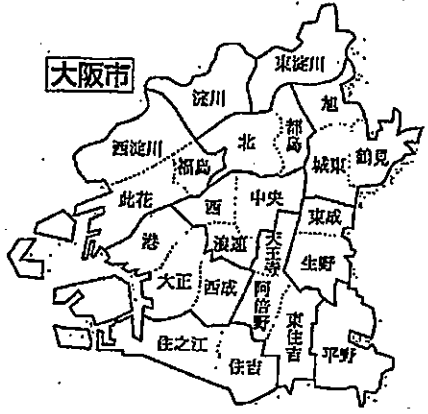 大阪市
東淀川
淀川
旭
西淀川
北
都島
福島
城東
鶴見
此花
西
中央
東成
港
浪速
天王寺
生野
大正
西成
阿倍野
東住吉
平野
住之江
住吉